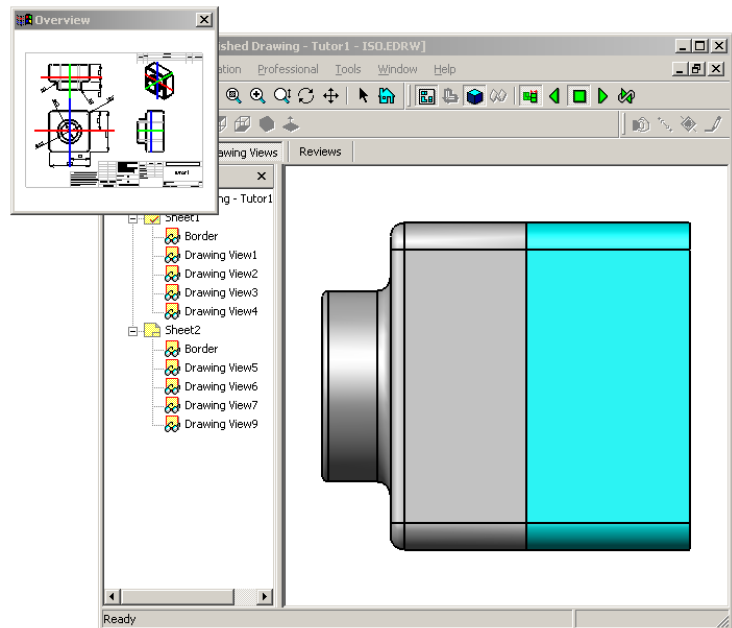 Overview
ished Drawing - Tutor1 - ISO.EDRW]
ation Professional Tools Window Help
awing Views Reviews
ng - Tutor1
Sheet1
Border
Drawing View1
Drawing View2
Drawing View3
Drawing View4
Sheet2
Border
Drawing View5
Drawing View6
Drawing View7
Drawing View9
Ready